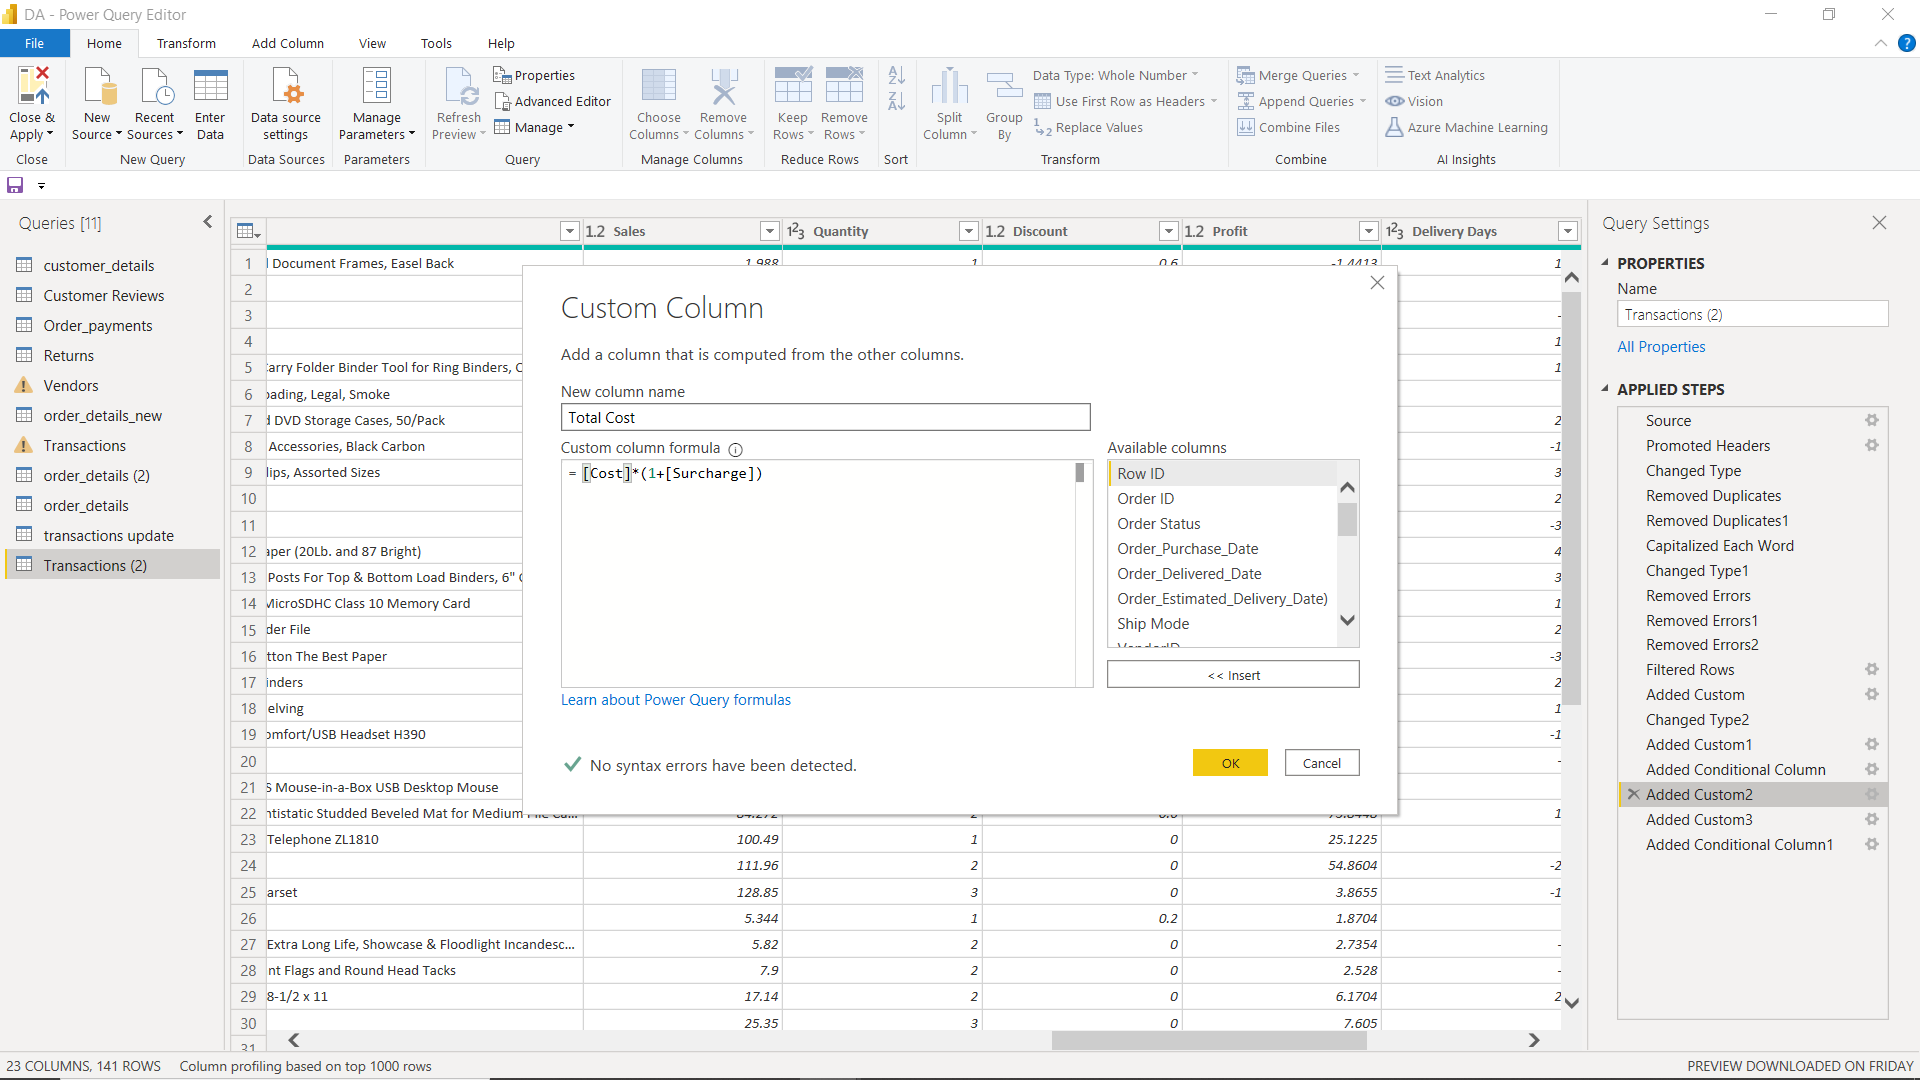 DA - Power Query Editor
File Home Transform Add Column View Tools Help
Close & Apply
Close
New Source
Recent Sources
Enter Data
New Query
Data source settings
Data Sources
Manage Parameters
Parameters
Refresh Preview
Properties
Advanced Editor
Manage
Query
Choose Columns
Remove Columns
Manage Columns
Keep Rows
Remove Rows
Reduce Rows
Sort
Split Column
Group By
Data Type: Whole Number
Use First Row as Headers
Replace Values
Transform
Merge Queries
Append Queries
Combine Files
Combine
Text Analytics
Vision
Azure Machine Learning
AI Insights
Queries [11]
customer_details
Customer Reviews
Order_payments
Returns
Vendors
order_details_new
Transactions
order_details (2)
order_details
transactions update
Transactions (2)
1.2 Sales 1²3 Quantity 1.2 Discount 1.2 Profit 1²3 Delivery Days
1 Document Frames, Easel Back 1.988 1 0.6 -1.4413 1
2
3 -
4 1
5 arry Folder Binder Tool for Ring Binders, C 1
6 oading, Legal, Smoke
7 d DVD Storage Cases, 50/Pack 2
8 Accessories, Black Carbon -1
9 lips, Assorted Sizes 3
10 2
11 -3
12 aper (20Lb. and 87 Bright) 4
13 Posts For Top & Bottom Load Binders, 6" 3
14 MicroSDHC Class 10 Memory Card 1
15 der File 2
16 tton The Best Paper -3
17 inders 2
18 elving 1
19 omfort/USB Headset H390 -1
20 -
21 S Mouse-in-a-Box USB Desktop Mouse
22 ntistatic Studded Beveled Mat for Medium 1
23 Telephone ZL1810 100.49 1 0 25.1225
24 111.96 2 0 54.8604 -2
25 arset 128.85 3 0 3.8655 -1
26 5.344 1 0.2 1.8704
27 Extra Long Life, Showcase & Floodlight Incandesc... 5.82 2 0 2.7354 -
28 nt Flags and Round Head Tacks 7.9 2 0 2.528 -
29 8-1/2 x 11 17.14 2 0 6.1704 2
30 25.35 3 0 7.605
31
Custom Column
Add a column that is computed from the other columns.
New column name
Total Cost
Custom column formula
= [Cost]*(1+[Surcharge])
Available columns
Row ID
Order ID
Order Status
Order_Purchase_Date
Order_Delivered_Date
Order_Estimated_Delivery_Date)
Ship Mode
VendorID
<< Insert
Learn about Power Query formulas
No syntax errors have been detected.
OK
Cancel
Query Settings
PROPERTIES
Name
Transactions (2)
All Properties
APPLIED STEPS
Source
Promoted Headers
Changed Type
Removed Duplicates
Removed Duplicates1
Capitalized Each Word
Changed Type1
Removed Errors
Removed Errors1
Removed Errors2
Filtered Rows
Added Custom
Changed Type2
Added Custom1
Added Conditional Column
Added Custom2
Added Custom3
Added Conditional Column1
23 COLUMNS, 141 ROWS Column profiling based on top 1000 rows
PREVIEW DOWNLOADED ON FRIDAY